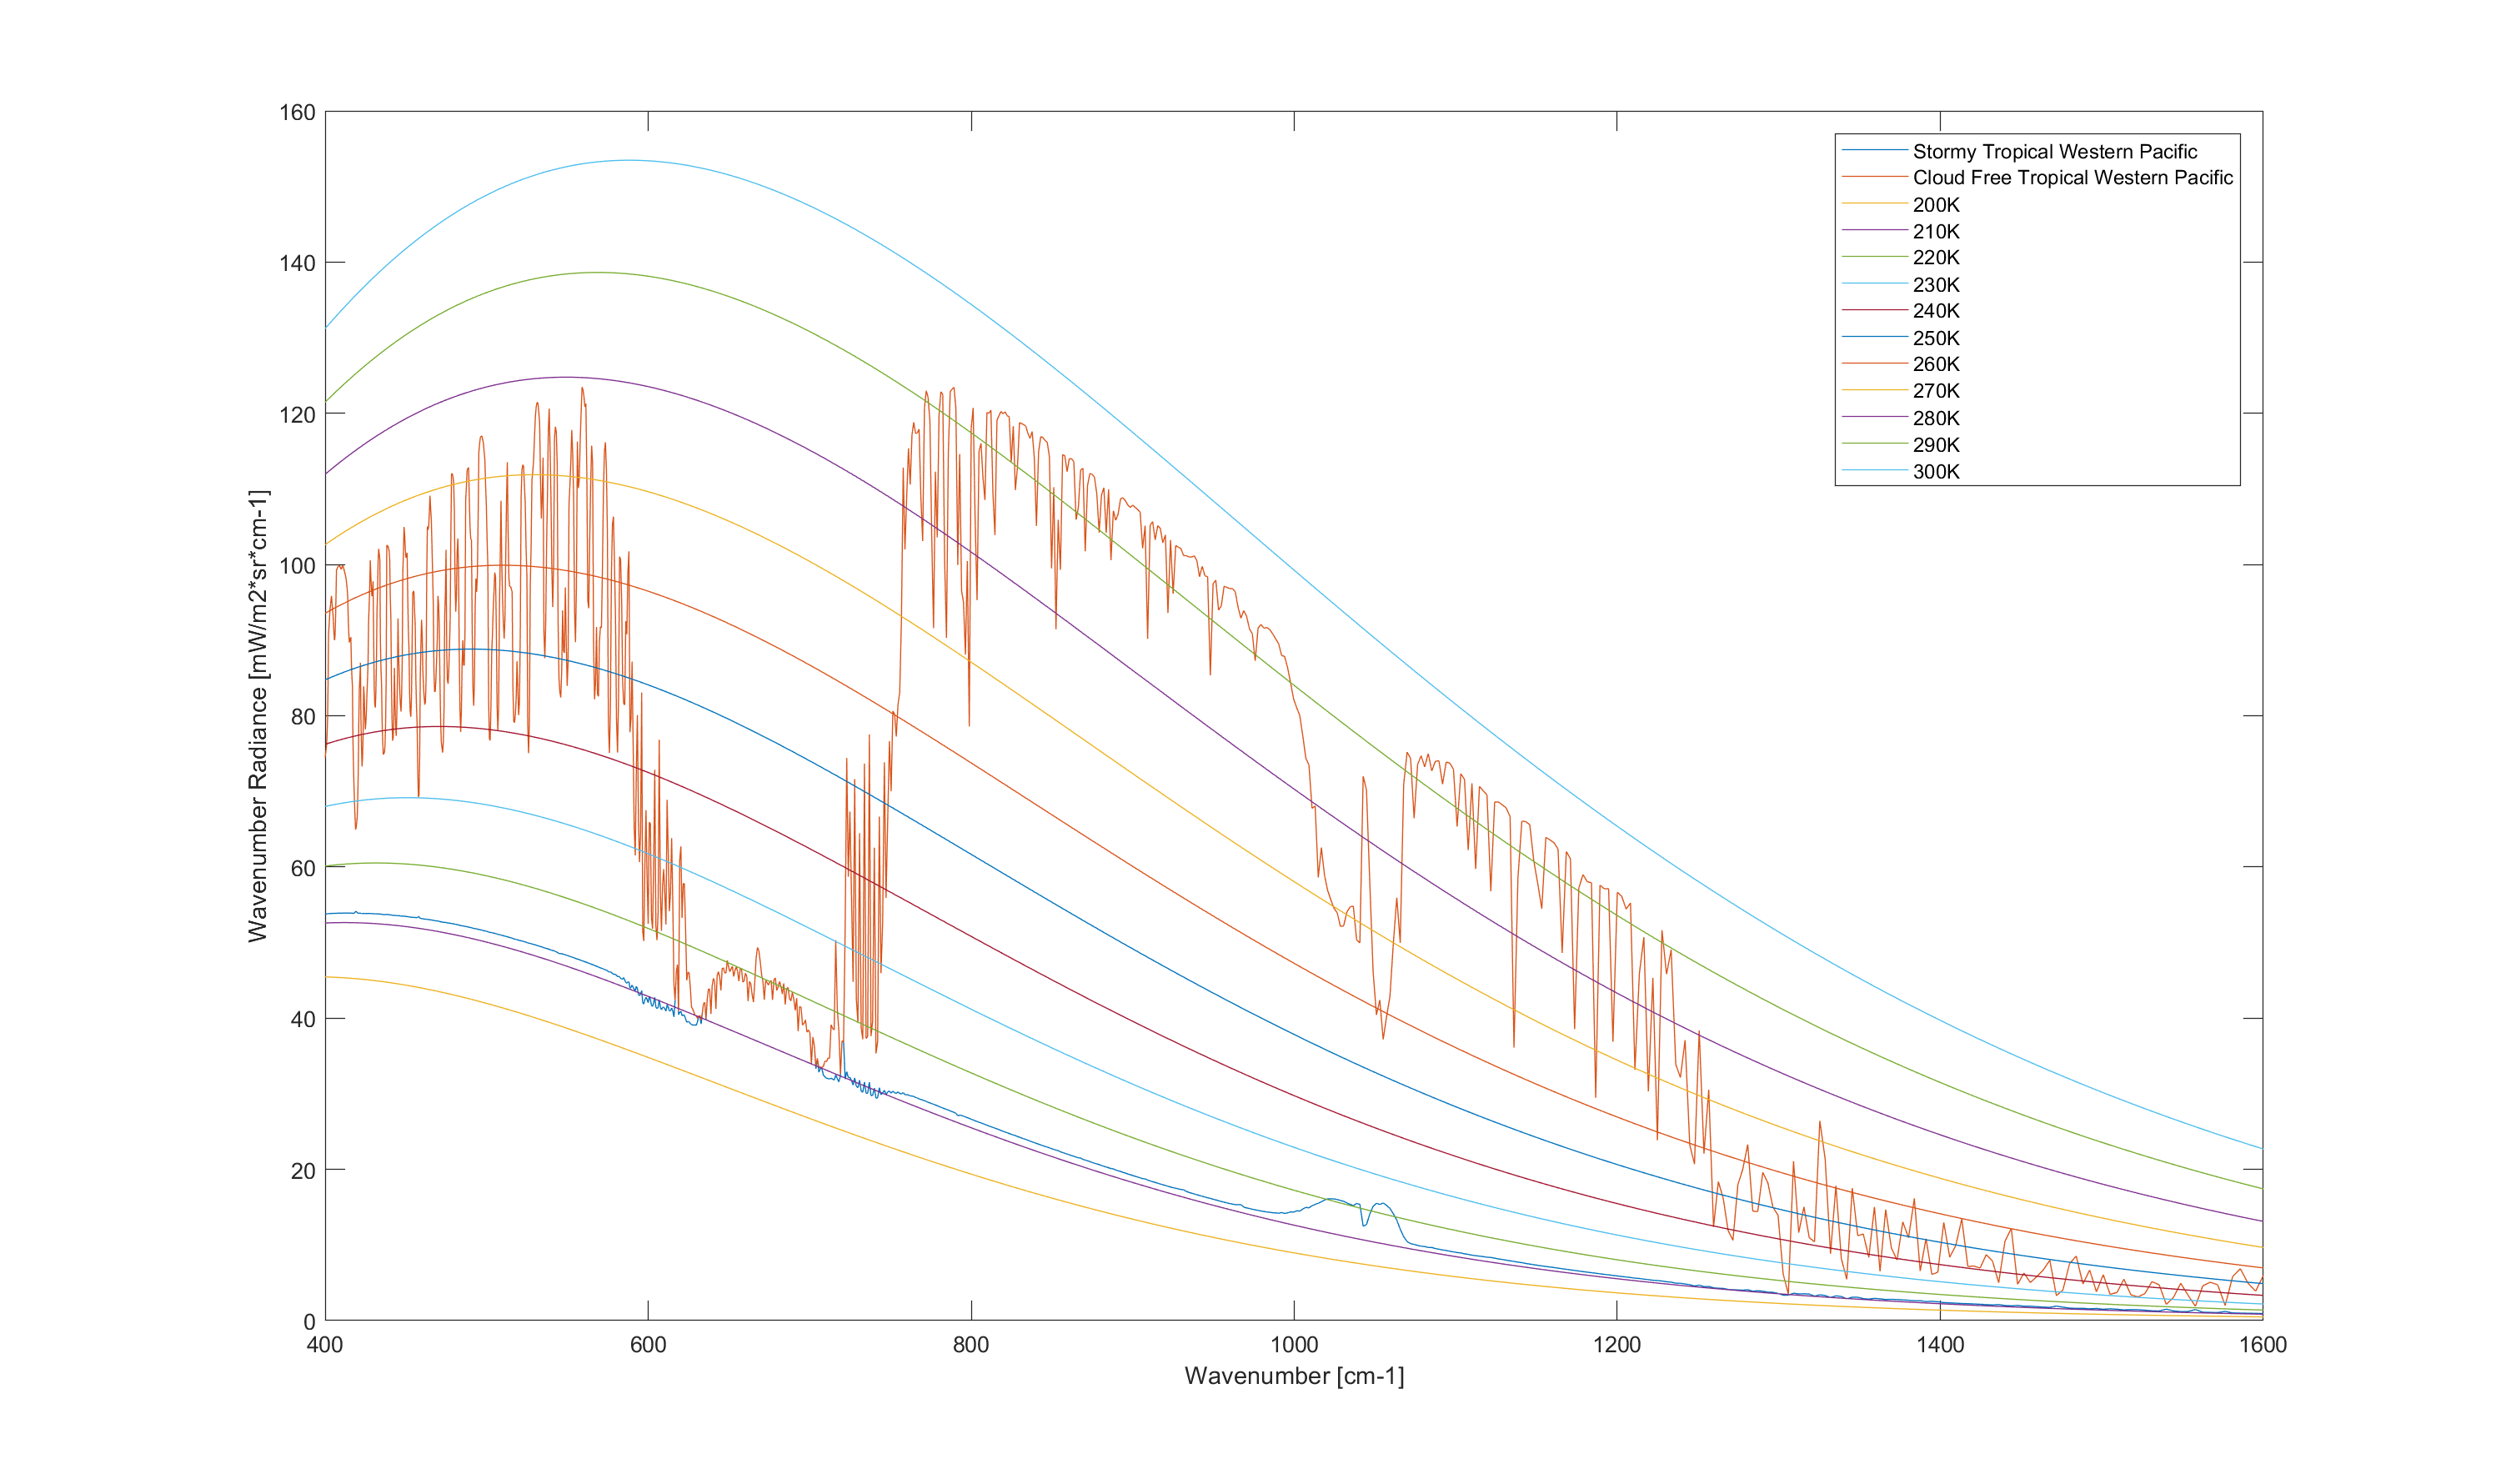 160
140
120
100
80
60
40
20
0
400
600
800
1000
1200
1400
1600
Wavenumber [cm-1]
Wavenumber Radiance [mW/m2*sr*cm-1]
Stormy Tropical Western Pacific
Cloud Free Tropical Western Pacific
200K
210K
220K
230K
240K
250K
260K
270K
280K
290K
300K